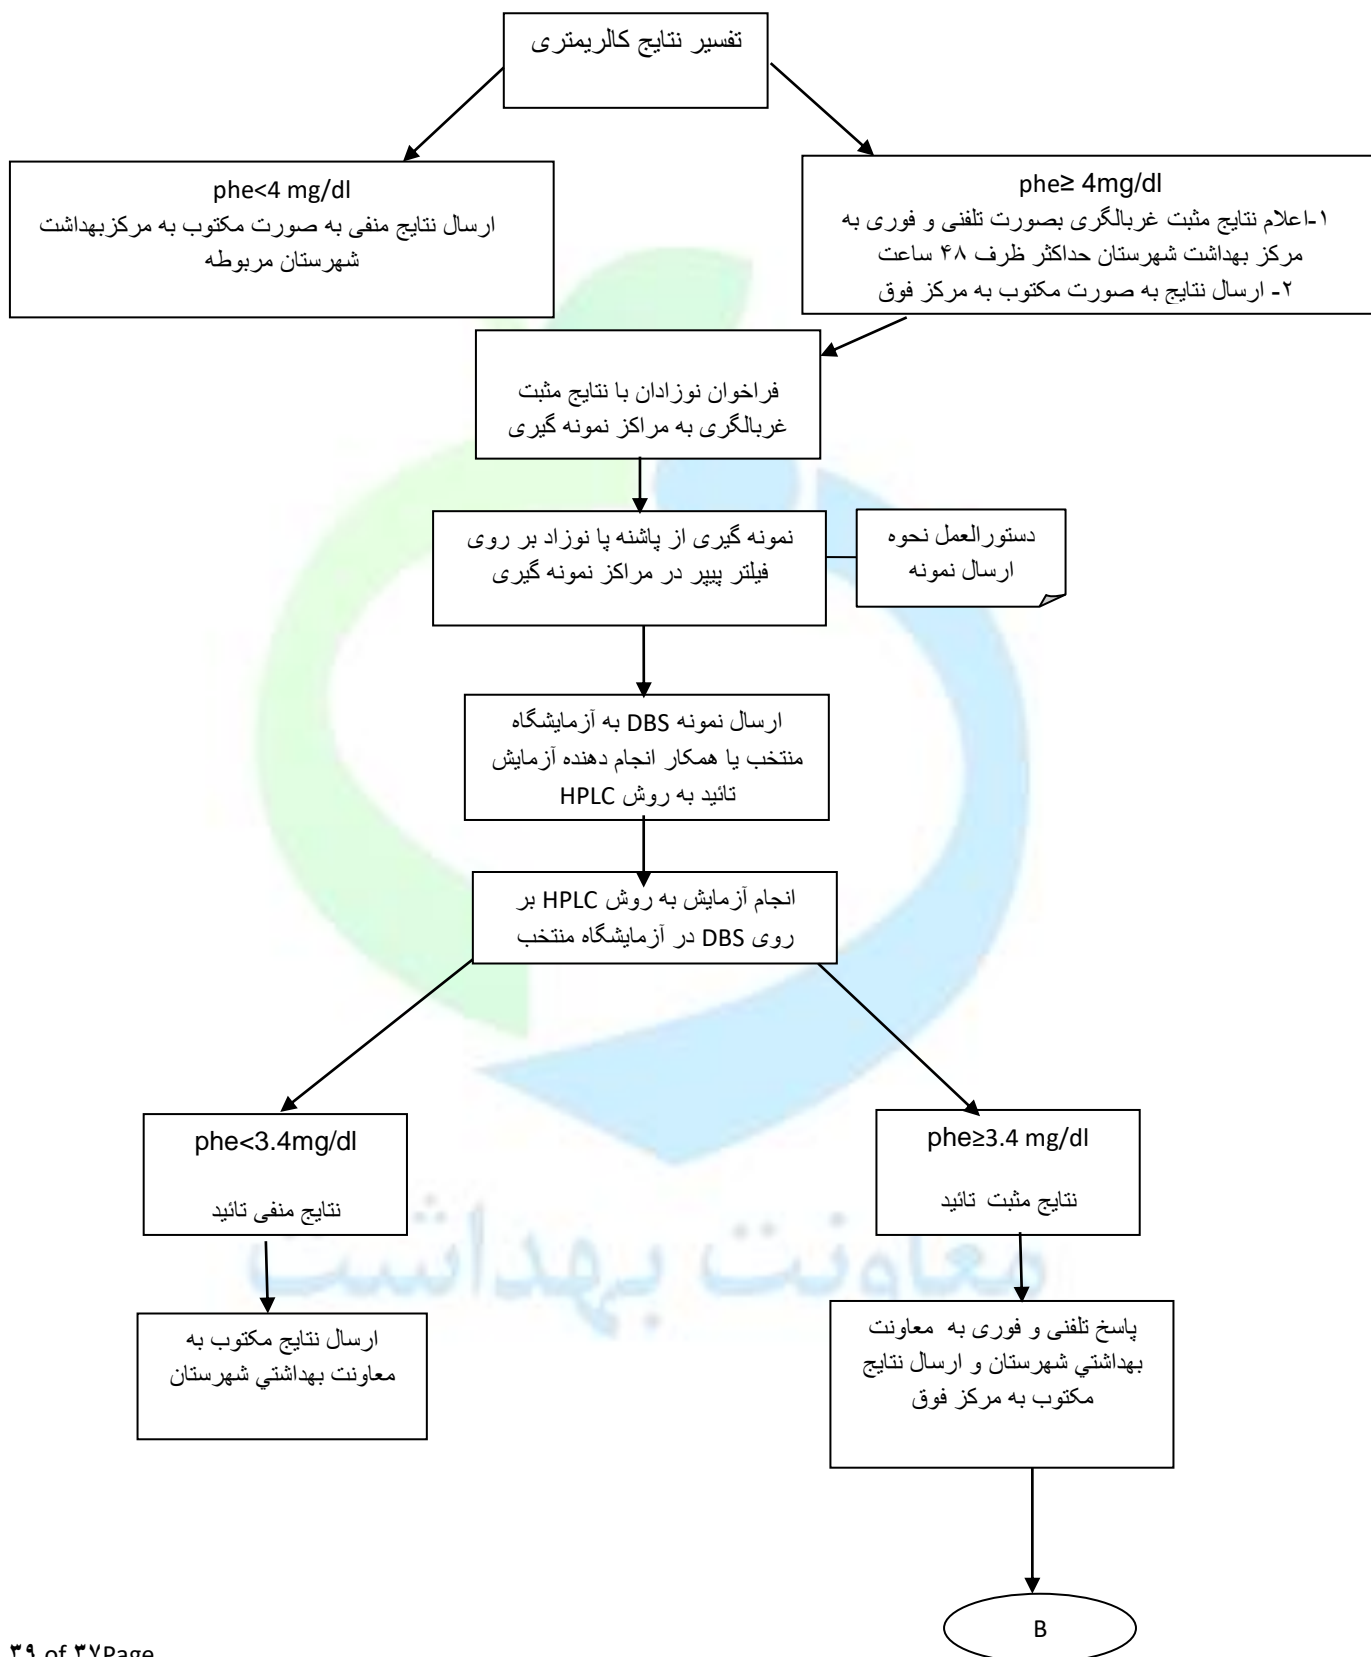 تفسیر نتایج کالریمتری
phe≥ 4mg/dl
۱-اعلام نتایج مثبت غربالگری بصورت تلفنی و فوری به
مرکز بهداشت شهرستان حداکثر ظرف ۴۸ ساعت
۲- ارسال نتایج به صورت مکتوب به مرکز فوق
phe<4 mg/dl
ارسال نتایج منفی به صورت مکتوب به مرکزبهداشت
شهرستان مربوطه
فراخوان نوزادان با نتایج مثبت
غربالگری به مراکز نمونه گیری
نمونه گیری از پاشنه پا نوزاد بر روی
فیلتر پیپر در مراکز نمونه گیری
دستورالعمل نحوه
ارسال نمونه
ارسال نمونه DBS به آزمایشگاه
منتخب یا همکار انجام دهنده آزمایش
تائید به روش HPLC
انجام آزمایش به روش HPLC بر
روی DBS در آزمایشگاه منتخب
phe≥3.4 mg/dl
نتایج مثبت تائید
phe<3.4mg/dl
نتایج منفی تائید
معاونت بهداشت
پاسخ تلفنی و فوری به معاونت
بهداشتي شهرستان و ارسال نتایج
مکتوب به مرکز فوق
ارسال نتایج مکتوب به
معاونت بهداشتي شهرستان
B
۳۹ of ۳۷Page